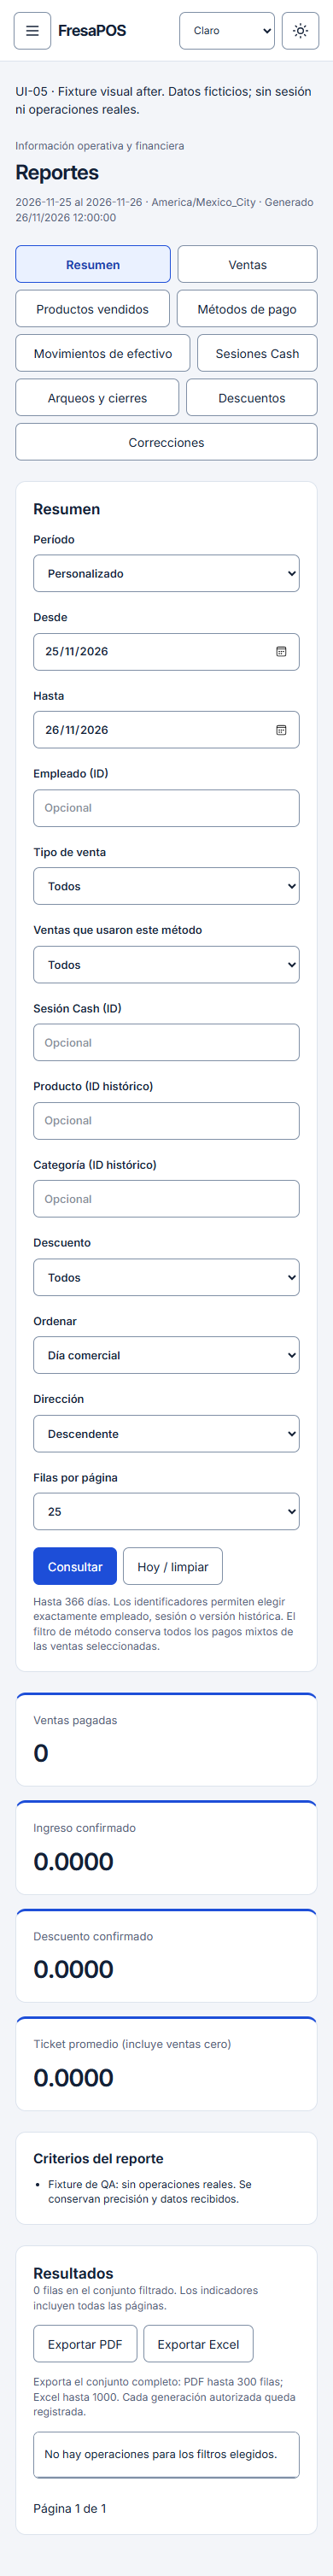 FresaPOS
Claro
UI-05 · Fixture visual after. Datos ficticios; sin sesión
ni operaciones reales.
Información operativa y financiera
Reportes
2026-11-25 al 2026-11-26 · America/Mexico_City · Generado
26/11/2026 12:00:00
Resumen
Ventas
Productos vendidos
Métodos de pago
Movimientos de efectivo
Sesiones Cash
Arqueos y cierres
Descuentos
Correcciones
Resumen
Período
Personalizado
Desde
25/11/2026
Hasta
26/11/2026
Empleado (ID)
Opcional
Tipo de venta
Todos
Ventas que usaron este método
Todos
Sesión Cash (ID)
Opcional
Producto (ID histórico)
Opcional
Categoría (ID histórico)
Opcional
Descuento
Todos
Ordenar
Día comercial
Dirección
Descendente
Filas por página
25
Consultar
Hoy / limpiar
Hasta 366 días. Los identificadores permiten elegir
exactamente empleado, sesión o versión histórica. El
filtro de método conserva todos los pagos mixtos de
las ventas seleccionadas.
Ventas pagadas
0
Ingreso confirmado
0.0000
Descuento confirmado
0.0000
Ticket promedio (incluye ventas cero)
0.0000
Criterios del reporte
• Fixture de QA: sin operaciones reales. Se
conservan precisión y datos recibidos.
Resultados
0 filas en el conjunto filtrado. Los indicadores
incluyen todas las páginas.
Exportar PDF
Exportar Excel
Exporta el conjunto completo: PDF hasta 300 filas;
Excel hasta 1000. Cada generación autorizada queda
registrada.
No hay operaciones para los filtros elegidos.
Página 1 de 1